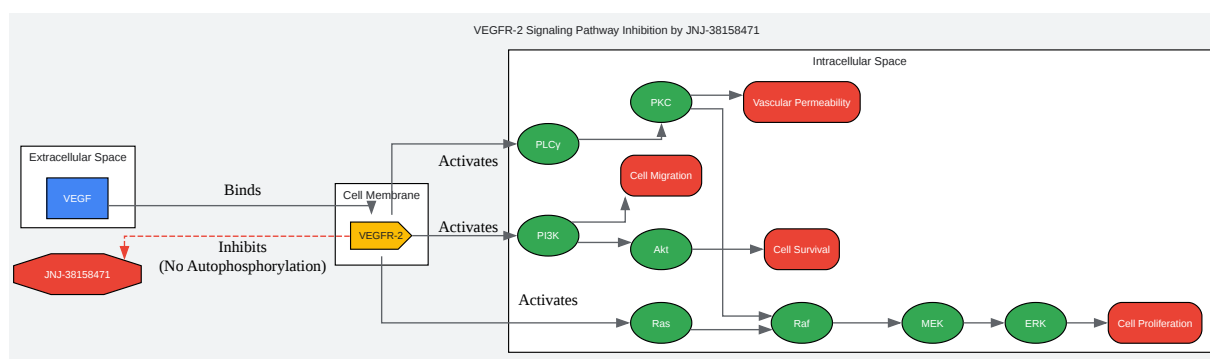 VEGFR-2 Signaling Pathway Inhibition by JNJ-38158471
Intracellular Space
PKC
Vascular Permeability
PLCγ
Activates
Extracellular Space
VEGF
Binds
Cell Membrane
Cell Migration
VEGFR-2
Activates
PI3K
Akt
Cell Survival
Inhibits
(No Autophosphorylation)
JNJ-38158471
Activates
Ras
Raf
MEK
ERK
Cell Proliferation